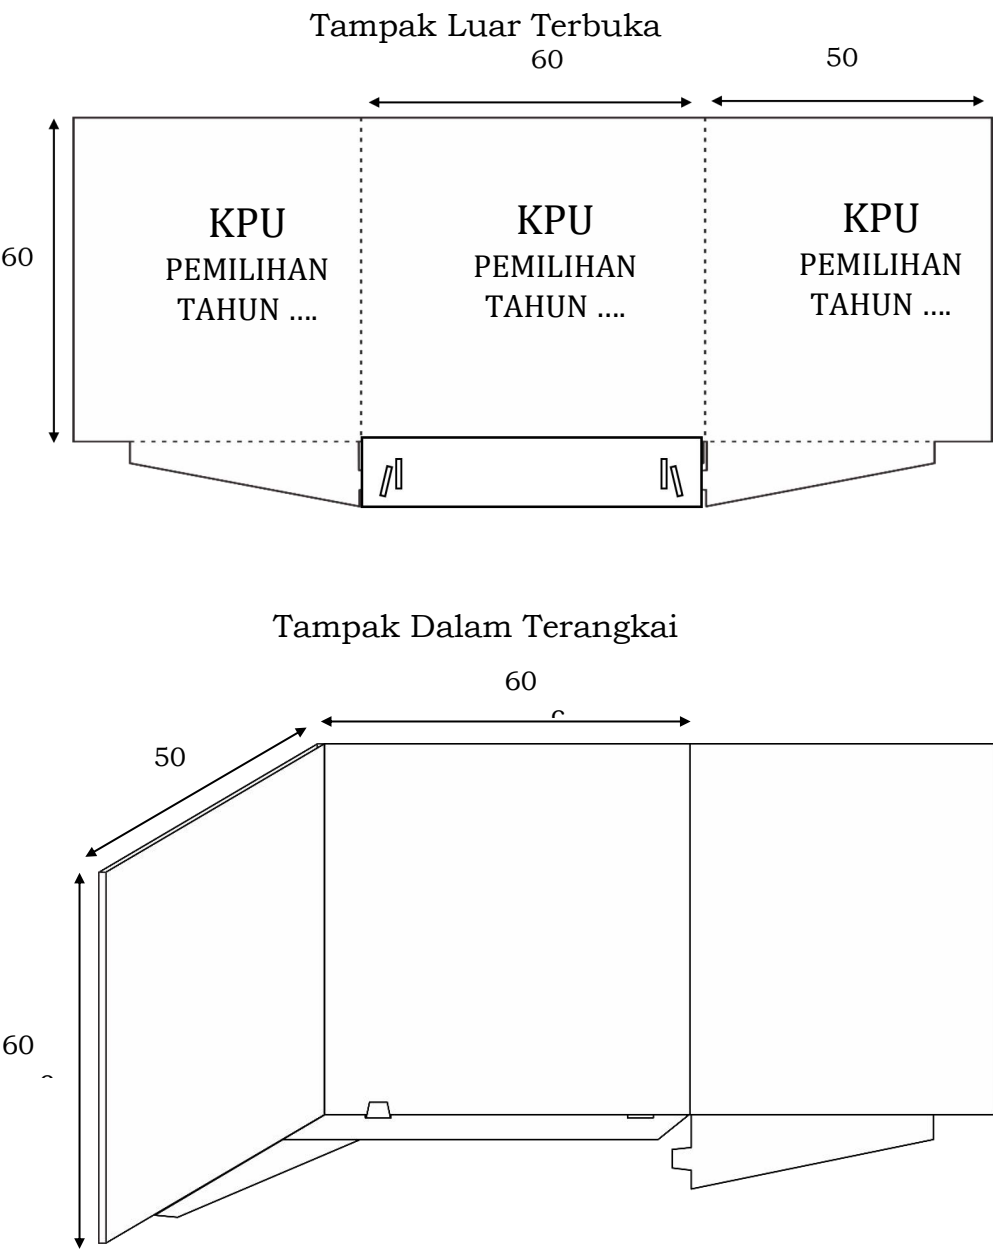 Tampak Luar Terbuka
60
50
60
KPU
PEMILIHAN
TAHUN ....
KPU
PEMILIHAN
TAHUN ....
KPU
PEMILIHAN
TAHUN ....
Tampak Dalam Terangkai
60
50
60